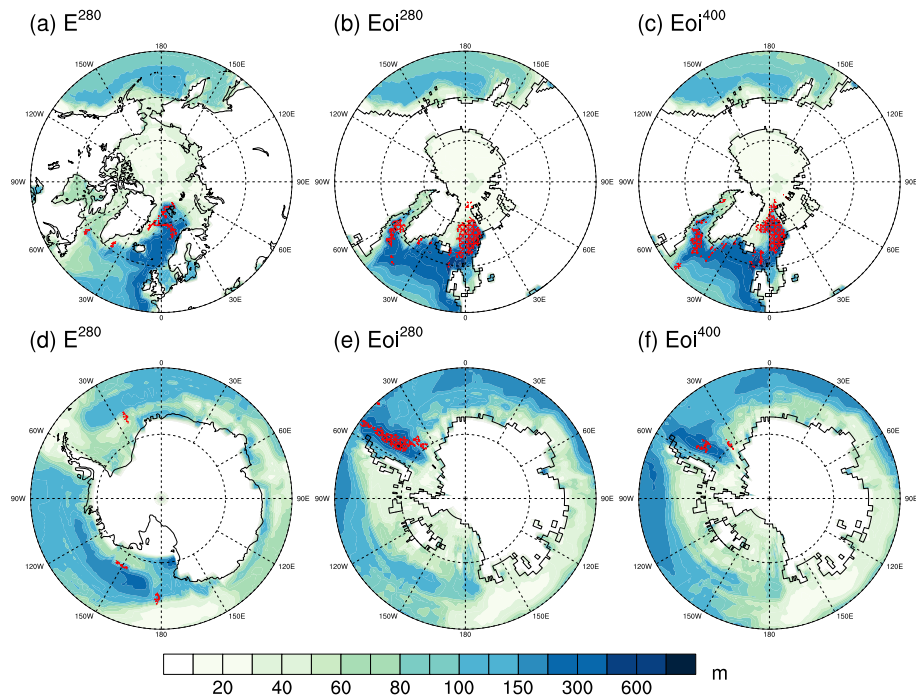 (a) E²⁸⁰ (b) Eoi²⁸⁰ (c) Eoi⁴⁰⁰
180 180 180
150W 150E 150W 150E 150W 150E
120W 120E 120W 120E 120W 120E
90W 90E 90W 90E 90W 90E
60W 60E 60W 60E 60W 60E
30W 30E 30W 30E 30W 30E
0 0 0
(d) E²⁸⁰ (e) Eoi²⁸⁰ (f) Eoi⁴⁰⁰
0 0 0
30W 30E 30W 30E 30W 30E
60W 60E 60W 60E 60W 60E
90W 90E 90W 90E 90W 90E
120W 120E 120W 120E 120W 120E
150W 150E 150W 150E 150W 150E
180 180 180
20 40 60 80 100 150 300 600 m